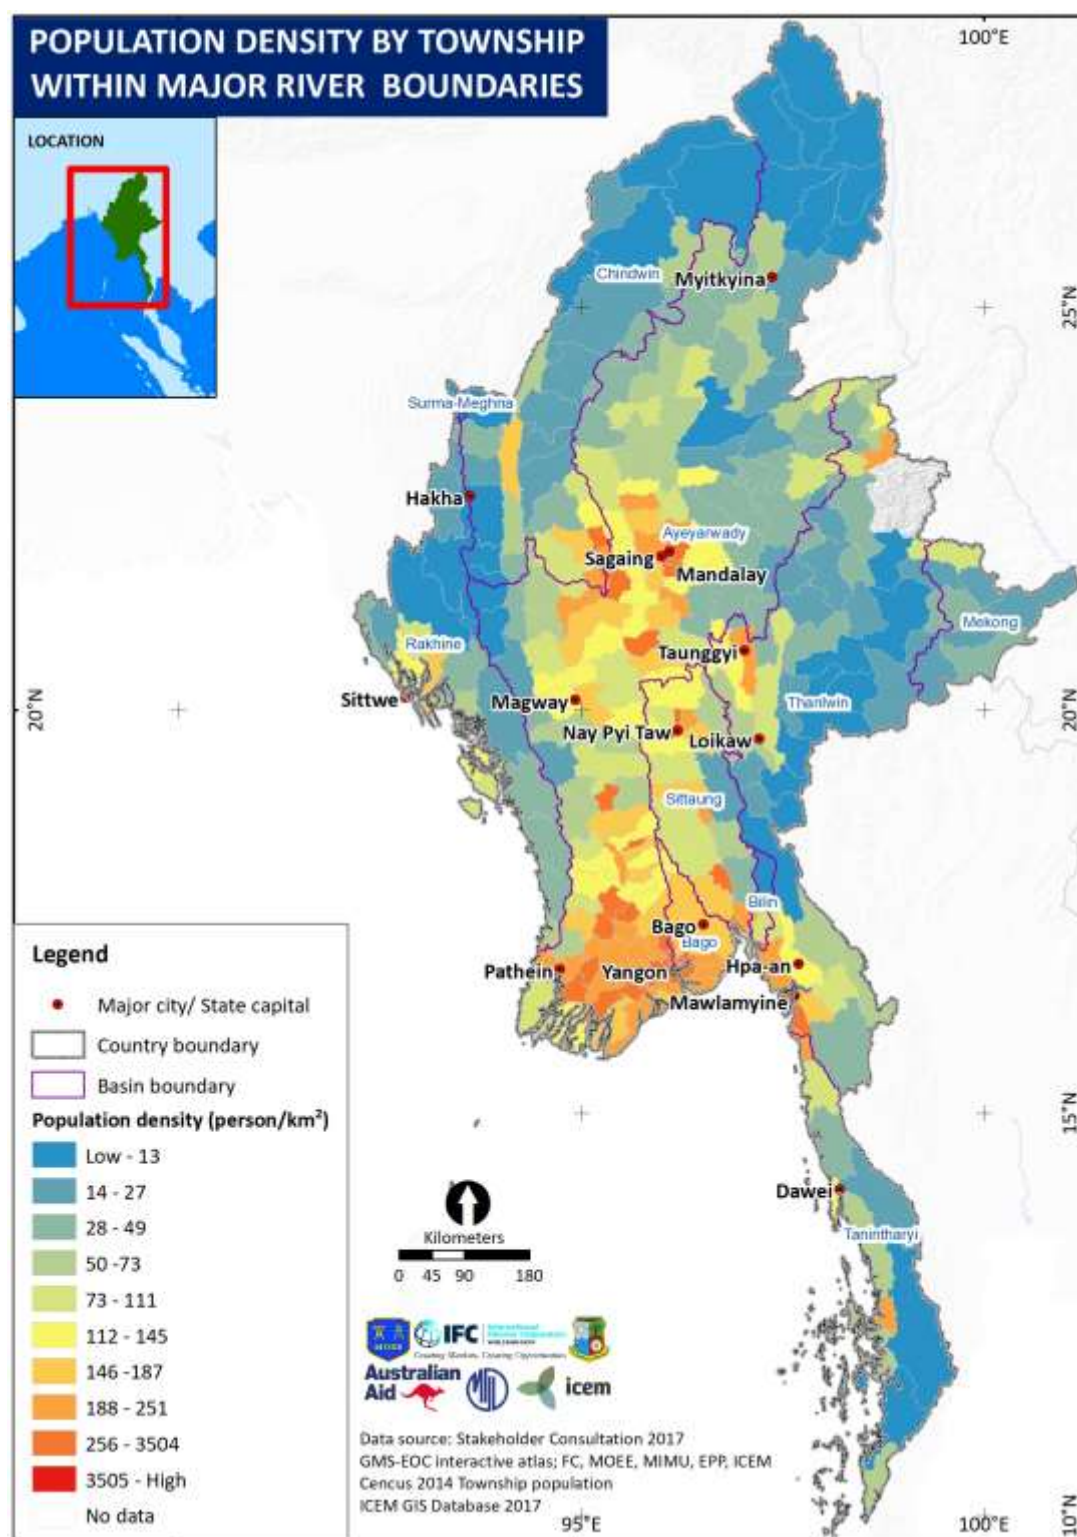 POPULATION DENSITY BY TOWNSHIP
WITHIN MAJOR RIVER BOUNDARIES
100°E
LOCATION
Chindwin
Myitkyina
25°N
Surma-Meghna
Hakha
Ayeyarwady
Sagaing
Mandalay
Mekong
Rakhine
Taunggyi
20°N
Sittwe
Magway
Thanlwin
20°N
Nay Pyi Taw
Loikaw
Sittaung
Bilin
Bago
Bago
Pathein
Yangon
Hpa-an
Mawlamyine
Legend
Major city/ State capital
Country boundary
Basin boundary
Population density (person/km²)
Low - 13
14 - 27
28 - 49
50 -73
73 - 111
112 - 145
146 -187
188 - 251
256 - 3504
3505 - High
No data
15°N
Dawei
Tanintharyi
Kilometers
0 45 90 180
IFC
Creating Markets, Creating Opportunities
Australian
Aid
icem
Data source: Stakeholder Consultation 2017
GMS-EOC interactive atlas; FC, MOEE, MIMU, EPP, ICEM
Cencus 2014 Township population
ICEM GIS Database 2017
95°E
100°E
10°N